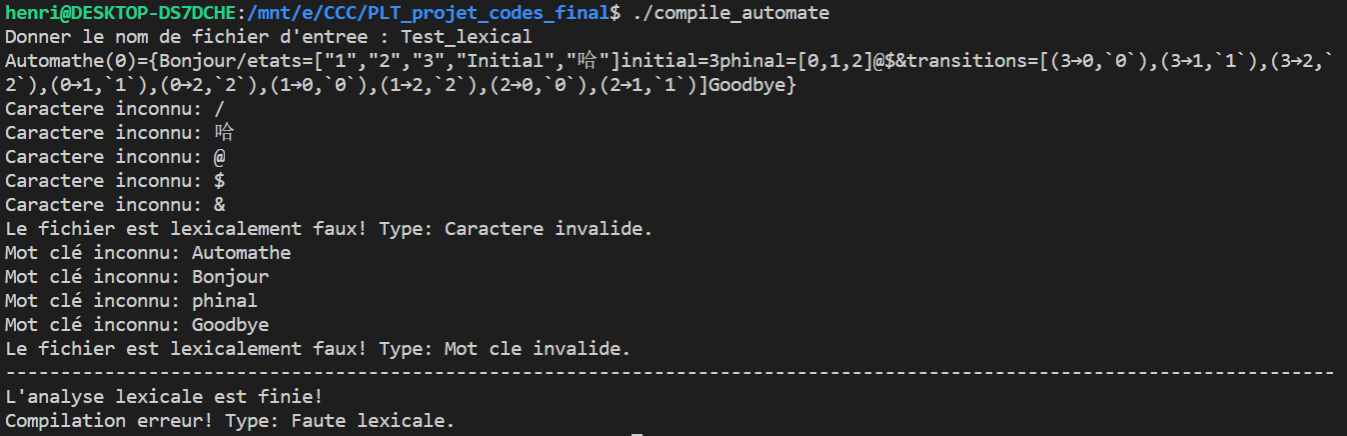 henri@DESKTOP-DS7DCHE:/mnt/e/CCC/PLT_projet_codes_final$ ./compile_automate
Donner le nom de fichier d'entree : Test_lexical
Automathe(0)={Bonjour/etats=["1","2","3","Initial","哈"]initial=3phinal=[0,1,2]@$&transitions=[(3→0,`0`),(3→1,`1`),(3→2,`
2`),(0→1,`1`),(0→2,`2`),(1→0,`0`),(1→2,`2`),(2→0,`0`),(2→1,`1`)]Goodbye}
Caractere inconnu: /
Caractere inconnu: 哈
Caractere inconnu: @
Caractere inconnu: $
Caractere inconnu: &
Le fichier est lexicalement faux! Type: Caractere invalide.
Mot clé inconnu: Automathe
Mot clé inconnu: Bonjour
Mot clé inconnu: phinal
Mot clé inconnu: Goodbye
Le fichier est lexicalement faux! Type: Mot cle invalide.
------------------------------------------------------------------------------------------------------------------------
L'analyse lexicale est finie!
Compilation erreur! Type: Faute lexicale.